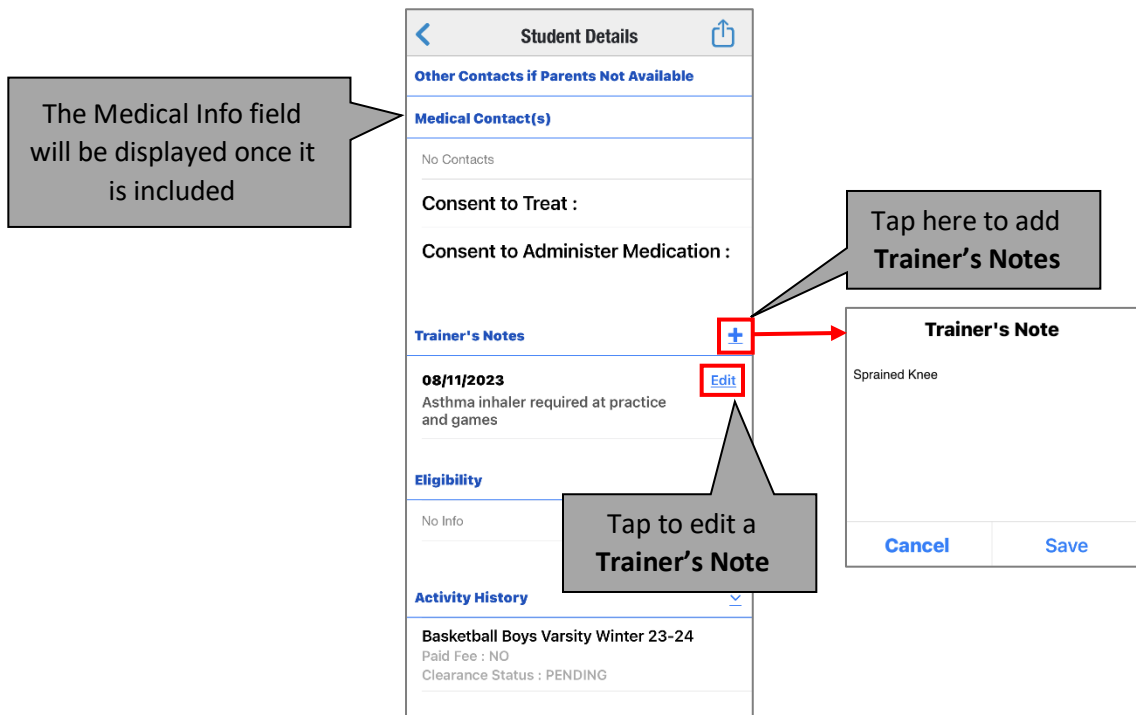 Student Details
Other Contacts if Parents Not Available
The Medical Info field
will be displayed once it
is included
Medical Contact(s)
No Contacts
Consent to Treat :
Consent to Administer Medication :
Tap here to add
Trainer’s Notes
Trainer's Notes
+
08/11/2023
Edit
Asthma inhaler required at practice
and games
Trainer's Note
Sprained Knee
Cancel
Save
Eligibility
No Info
Tap to edit a
Trainer’s Note
Activity History
Basketball Boys Varsity Winter 23-24
Paid Fee : NO
Clearance Status : PENDING